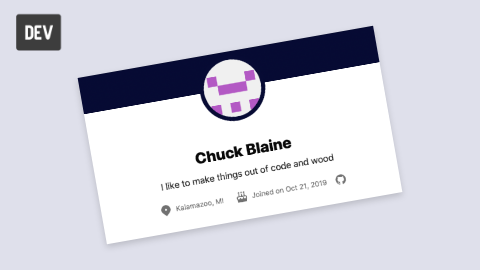 DEV
Chuck Blaine
I like to make things out of code and wood
Kalamazoo, MI Joined on Oct 21, 2019